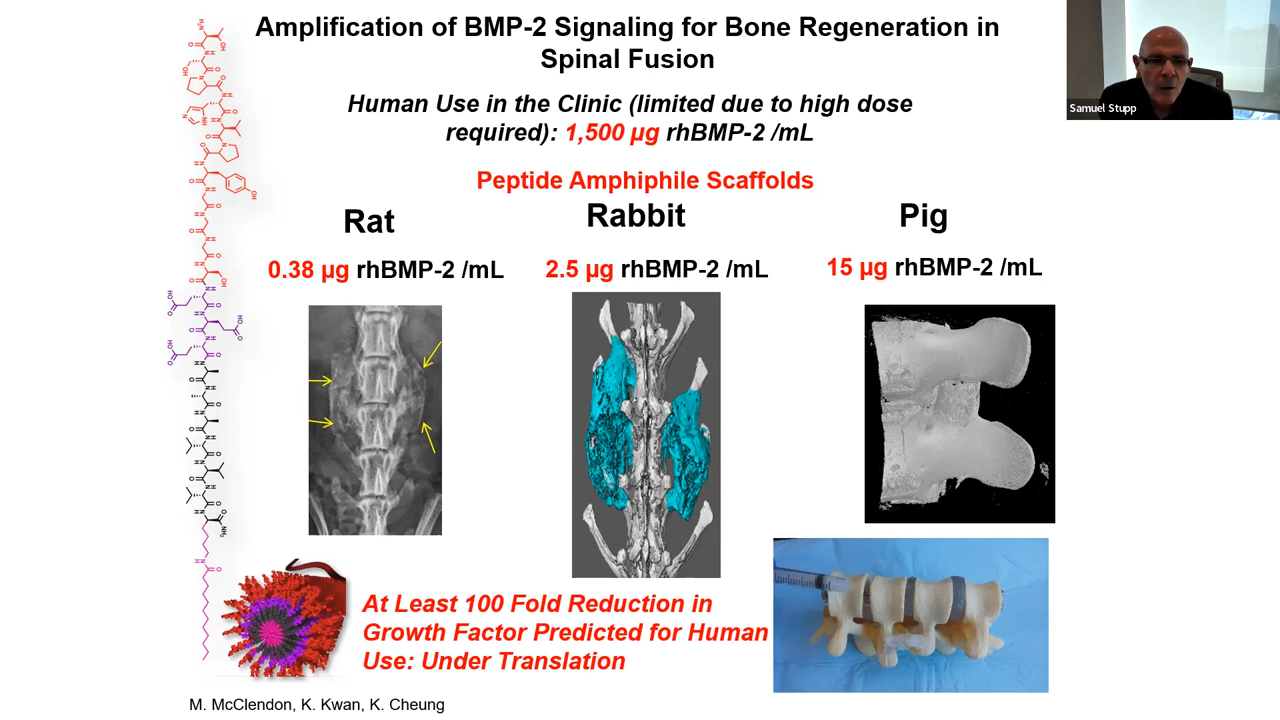 Amplification of BMP-2 Signaling for Bone Regeneration in
Spinal Fusion
Samuel Stupp
Human Use in the Clinic (limited due to high dose
required): 1,500 µg rhBMP-2 /mL
Peptide Amphiphile Scaffolds
Rat
Rabbit
Pig
0.38 µg rhBMP-2 /mL
2.5 µg rhBMP-2 /mL
15 µg rhBMP-2 /mL
At Least 100 Fold Reduction in
Growth Factor Predicted for Human
Use: Under Translation
M. McClendon, K. Kwan, K. Cheung